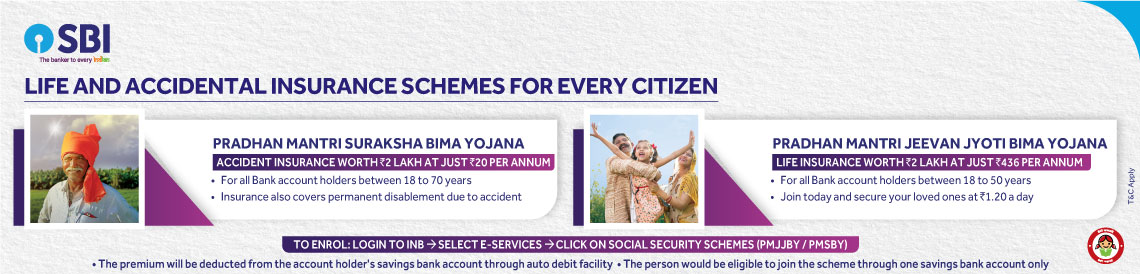 SBI
The banker to every Indian
LIFE AND ACCIDENTAL INSURANCE SCHEMES FOR EVERY CITIZEN
PRADHAN MANTRI SURAKSHA BIMA YOJANA
ACCIDENT INSURANCE WORTH ₹2 LAKH AT JUST ₹20 PER ANNUM
• For all Bank account holders between 18 to 70 years
• Insurance also covers permanent disablement due to accident
PRADHAN MANTRI JEEVAN JYOTI BIMA YOJANA
LIFE INSURANCE WORTH ₹2 LAKH AT JUST ₹436 PER ANNUM
• For all Bank account holders between 18 to 50 years
• Join today and secure your loved ones at ₹1.20 a day
T&C Apply
TO ENROL: LOGIN TO INB → SELECT E-SERVICES → CLICK ON SOCIAL SECURITY SCHEMES (PMJJBY / PMSBY)
• The premium will be deducted from the account holder's savings bank account through auto debit facility • The person would be eligible to join the scheme through one savings bank account only